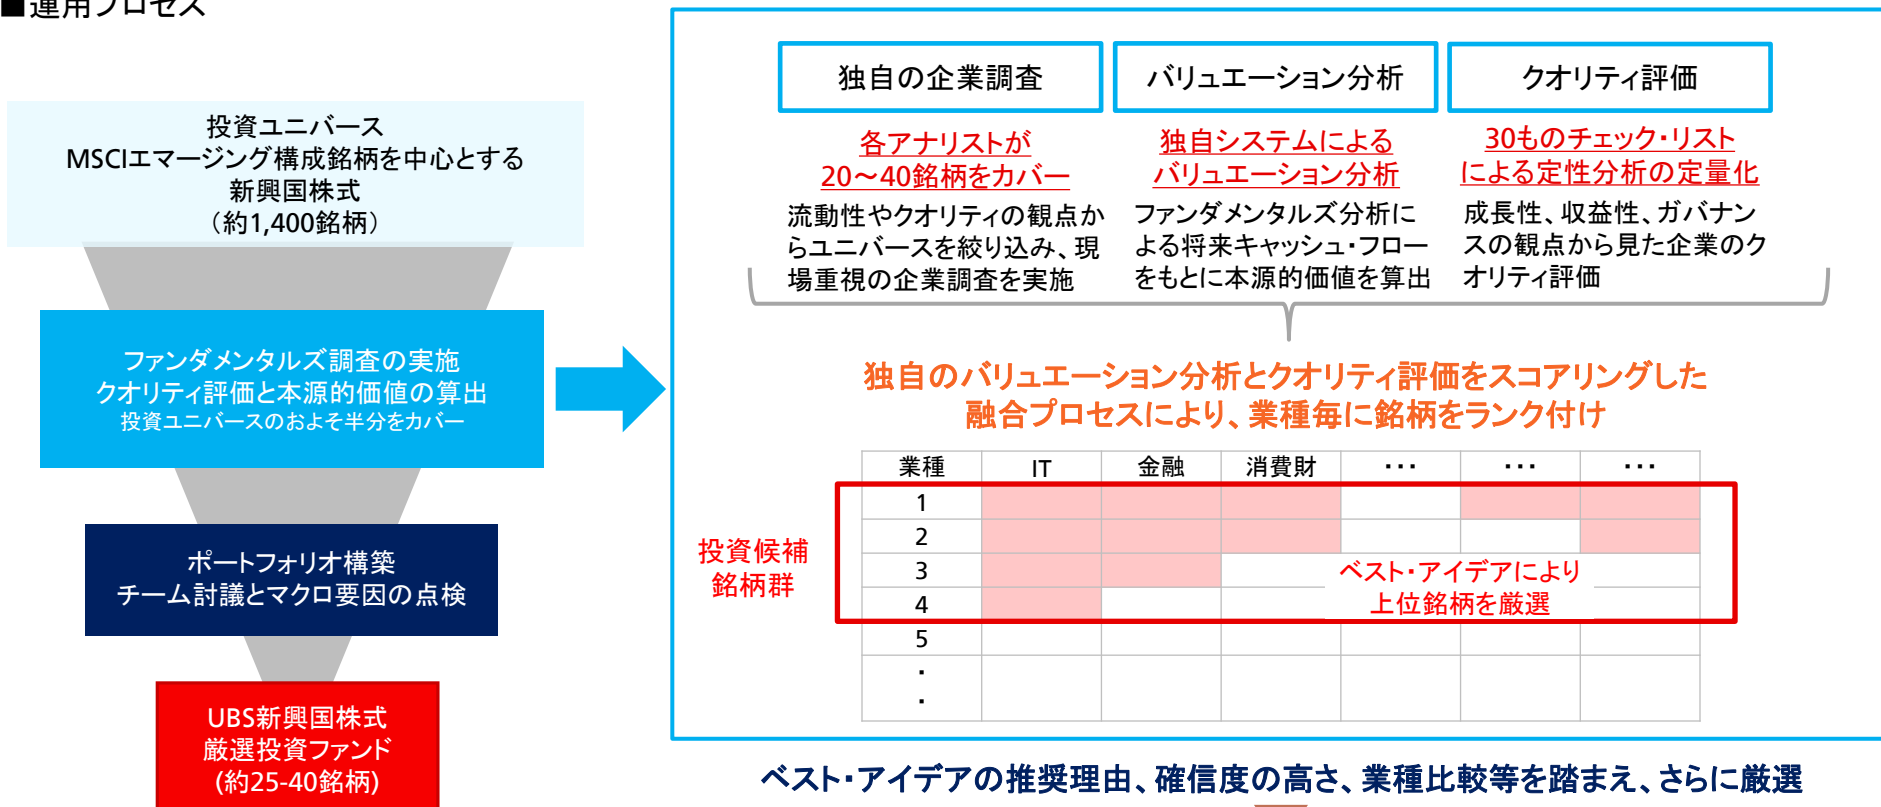 ■運用プロセス
投資ユニバース
MSCIエマージング構成銘柄を中心とする
新興国株式
（約1,400銘柄）
ファンダメンタルズ調査の実施
クオリティ評価と本源的価値の算出
投資ユニバースのおよそ半分をカバー
ポートフォリオ構築
チーム討議とマクロ要因の点検
UBS新興国株式
厳選投資ファンド
(約25-40銘柄)
独自の企業調査
各アナリストが
20～40銘柄をカバー
流動性やクオリティの観点か
らユニバースを絞り込み、現
場重視の企業調査を実施
バリュエーション分析
独自システムによる
バリュエーション分析
ファンダメンタルズ分析に
よる将来キャッシュ・フロー
をもとに本源的価値を算出
クオリティ評価
30ものチェック・リスト
による定性分析の定量化
成長性、収益性、ガバナン
スの観点から見た企業のク
オリティ評価
独自のバリュエーション分析とクオリティ評価をスコアリングした
融合プロセスにより、業種毎に銘柄をランク付け
業種 IT 金融 消費財 ・・・ ・・・ ・・・
1
2
3
4
5
・
・
投資候補
銘柄群
ベスト・アイデアにより
上位銘柄を厳選
ベスト・アイデアの推奨理由、確信度の高さ、業種比較等を踏まえ、さらに厳選